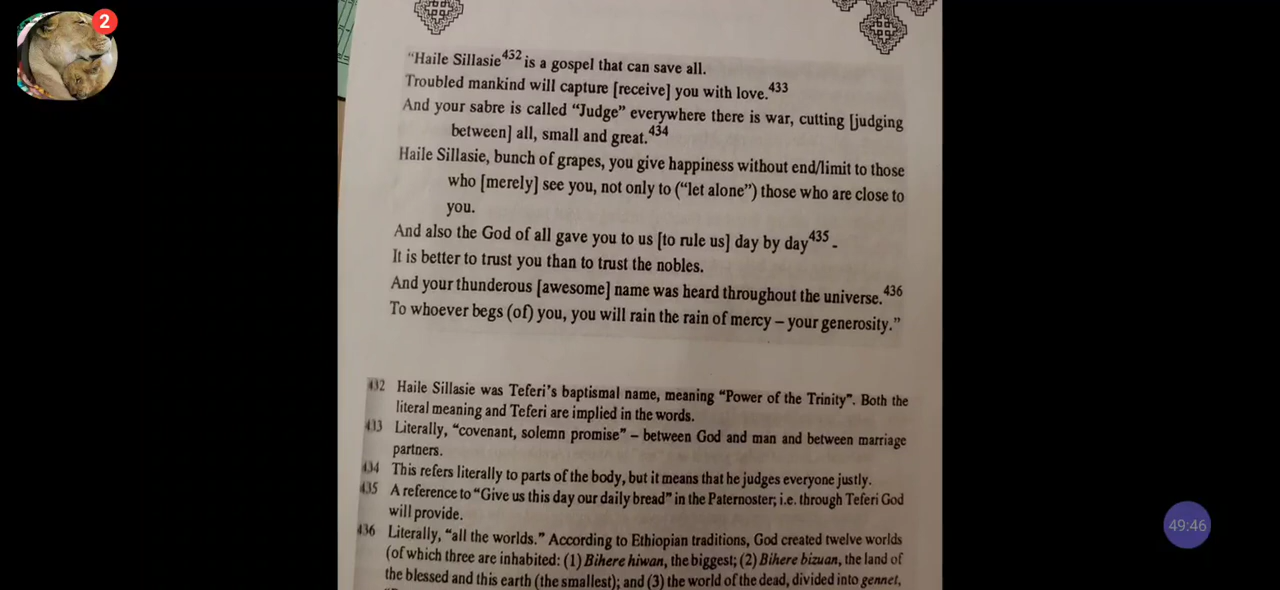 2
"Haile Sillasie432 is a gospel that can save all.
Troubled mankind will capture [receive] you with love.433
And your sabre is called "Judge" everywhere there is war, cutting [judging
between] all, small and great.434
Haile Sillasie, bunch of grapes, you give happiness without end/limit to those
who [merely] see you, not only to ("let alone") those who are close to
you.
And also the God of all gave you to us [to rule us] day by day435 -
It is better to trust you than to trust the nobles.
And your thunderous [awesome] name was heard throughout the universe.436
To whoever begs (of) you, you will rain the rain of mercy – your generosity."
432 Haile Sillasie was Teferi's baptismal name, meaning "Power of the Trinity". Both the
literal meaning and Teferi are implied in the words.
433 Literally, "covenant, solemn promise" – between God and man and between marriage
partners.
434 This refers literally to parts of the body, but it means that he judges everyone justly.
435 A reference to "Give us this day our daily bread" in the Paternoster; i.e. through Teferi God
will provide.
436 Literally, "all the worlds." According to Ethiopian traditions, God created twelve worlds
(of which three are inhabited: (1) Bihere hiwan, the biggest; (2) Bihere bizuan, the land of
the blessed and this earth (the smallest); and (3) the world of the dead, divided into gennet,
49:46